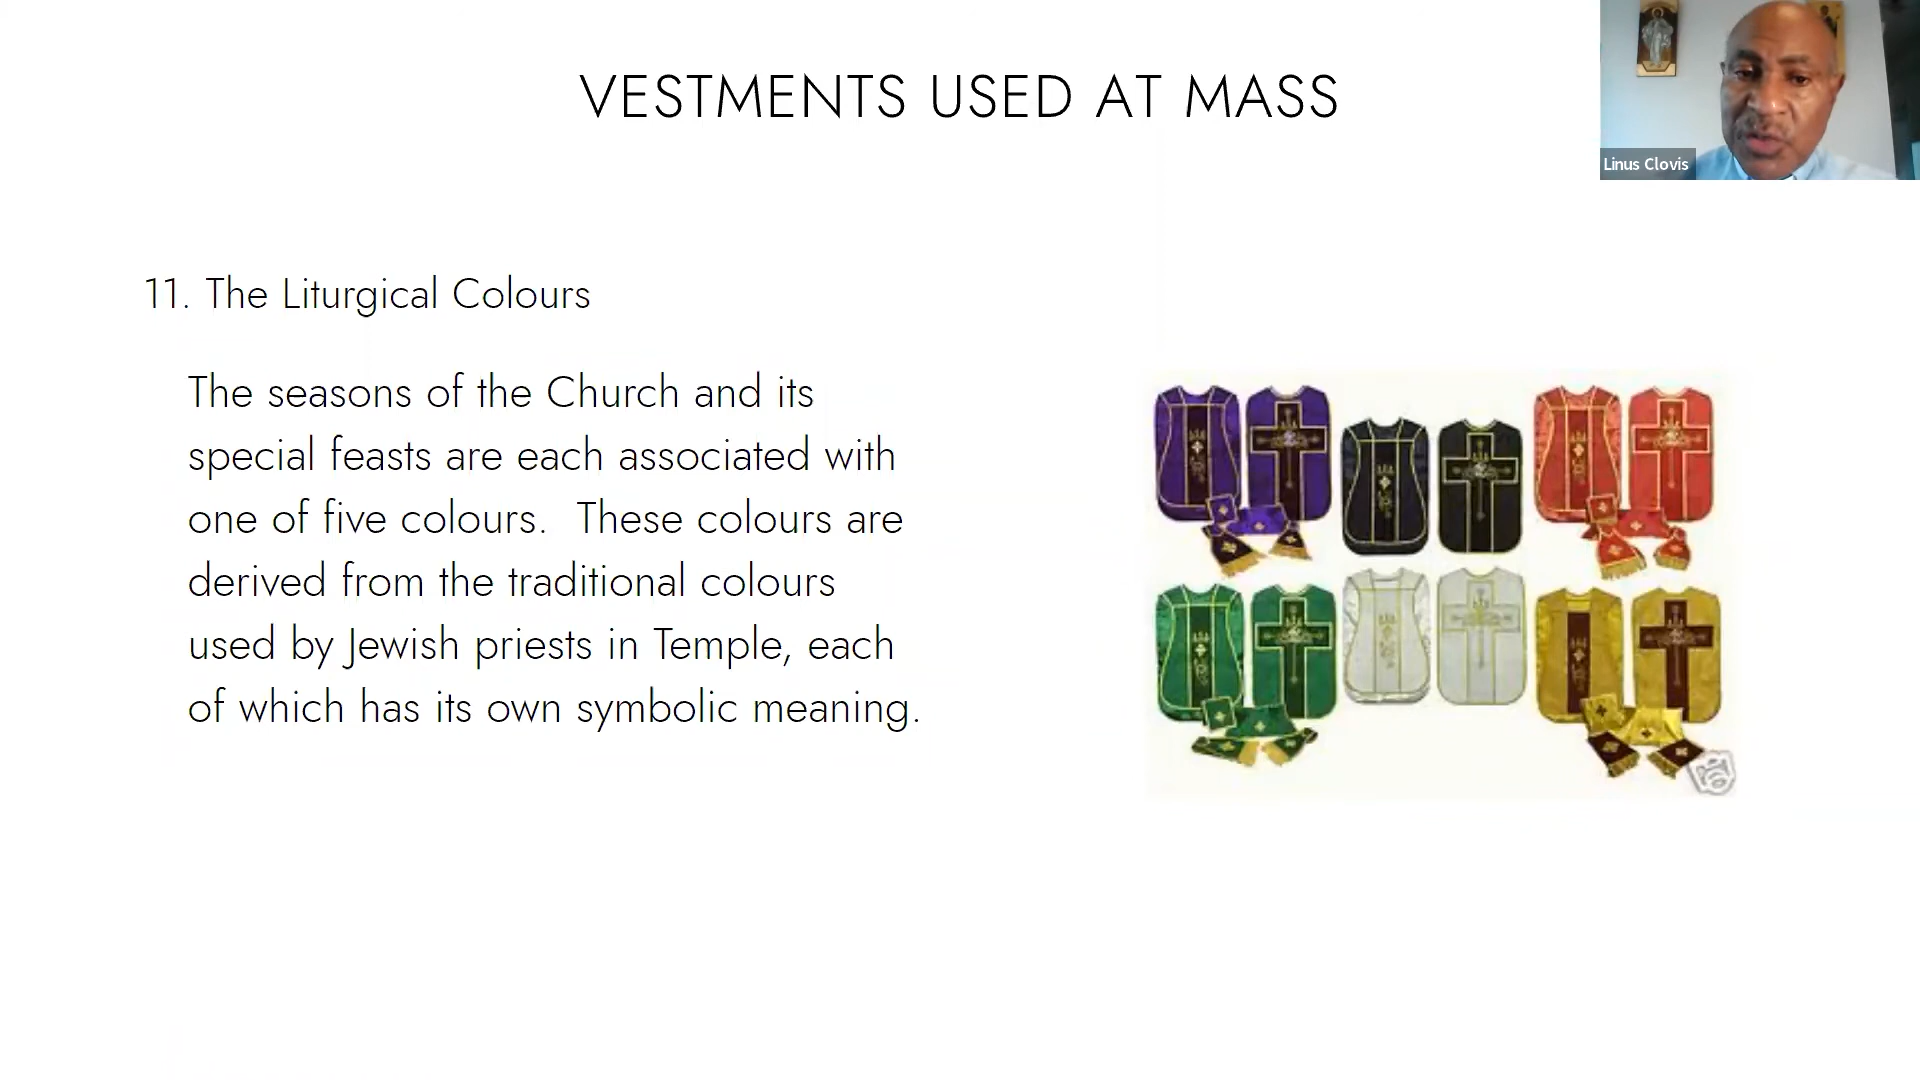 VESTMENTS USED AT MASS
Linus Clovis
11. The Liturgical Colours
The seasons of the Church and its
special feasts are each associated with
one of five colours.  These colours are
derived from the traditional colours
used by Jewish priests in Temple, each
of which has its own symbolic meaning.